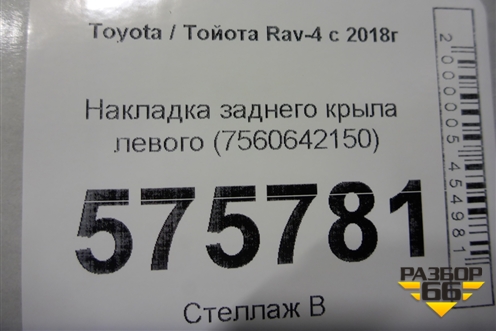 Toyota / Тойота Rav-4 с 2018г
Накладка заднего крыла
левого (7560642150)
575781
Стеллаж В
2000005454981
РАЗБОР
66